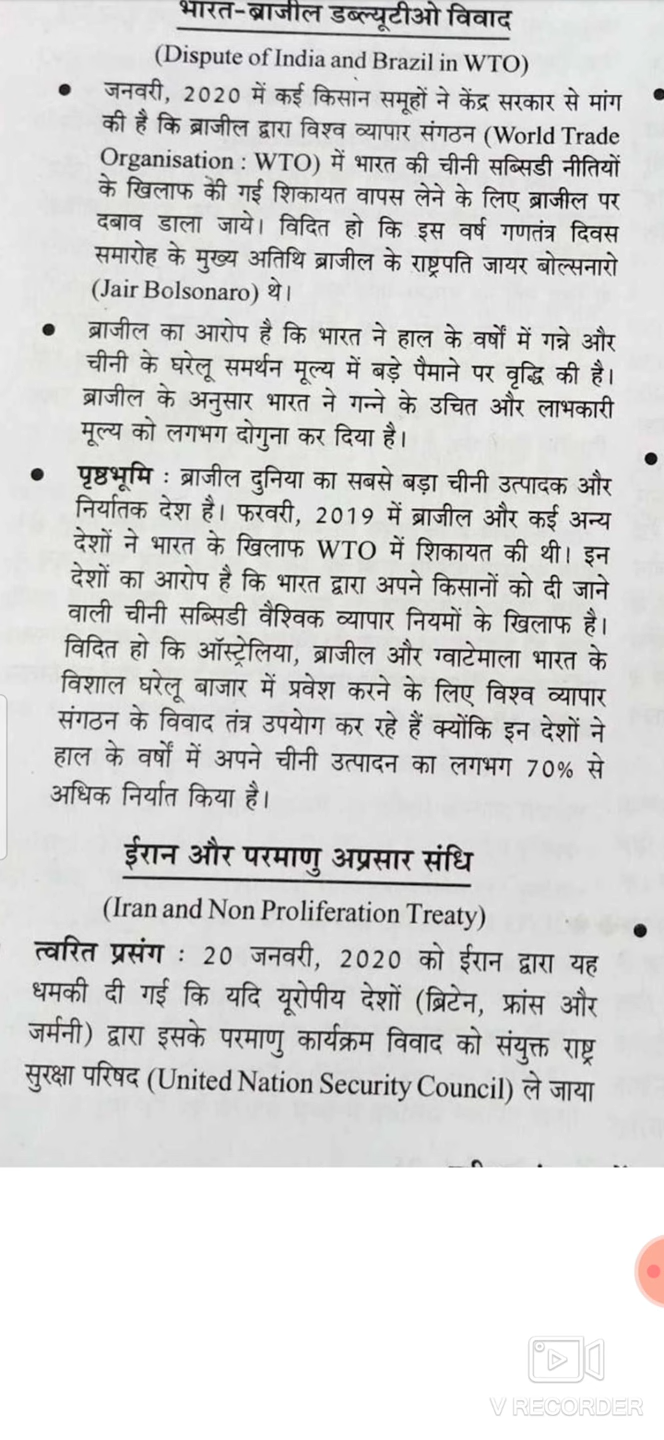 भारत-ब्राजील डब्ल्यूटीओ विवाद
(Dispute of India and Brazil in WTO)
• जनवरी, 2020 में कई किसान समूहों ने केंद्र सरकार से मांग
की है कि ब्राजील द्वारा विश्व व्यापार संगठन (World Trade
Organisation : WTO) में भारत की चीनी सब्सिडी नीतियों
के खिलाफ की गई शिकायत वापस लेने के लिए ब्राजील पर
दबाव डाला जाये। विदित हो कि इस वर्ष गणतंत्र दिवस
समारोह के मुख्य अतिथि ब्राजील के राष्ट्रपति जायर बोल्सनारो
(Jair Bolsonaro) थे।
• ब्राजील का आरोप है कि भारत ने हाल के वर्षों में गन्ने और
चीनी के घरेलू समर्थन मूल्य में बड़े पैमाने पर वृद्धि की है।
ब्राजील के अनुसार भारत ने गन्ने के उचित और लाभकारी
मूल्य को लगभग दोगुना कर दिया है।
• पृष्ठभूमि : ब्राजील दुनिया का सबसे बड़ा चीनी उत्पादक और
निर्यातक देश है। फरवरी, 2019 में ब्राजील और कई अन्य
देशों ने भारत के खिलाफ WTO में शिकायत की थी। इन
देशों का आरोप है कि भारत द्वारा अपने किसानों को दी जाने
वाली चीनी सब्सिडी वैश्विक व्यापार नियमों के खिलाफ है।
विदित हो कि ऑस्ट्रेलिया, ब्राजील और ग्वाटेमाला भारत के
विशाल घरेलू बाजार में प्रवेश करने के लिए विश्व व्यापार
संगठन के विवाद तंत्र उपयोग कर रहे हैं क्योंकि इन देशों ने
हाल के वर्षों में अपने चीनी उत्पादन का लगभग 70% से
अधिक निर्यात किया है।
ईरान और परमाणु अप्रसार संधि
(Iran and Non Proliferation Treaty)
त्वरित प्रसंग : 20 जनवरी, 2020 को ईरान द्वारा यह
धमकी दी गई कि यदि यूरोपीय देशों (ब्रिटेन, फ्रांस और
जर्मनी) द्वारा इसके परमाणु कार्यक्रम विवाद को संयुक्त राष्ट्र
सुरक्षा परिषद (United Nation Security Council) ले जाया
V RECORDER